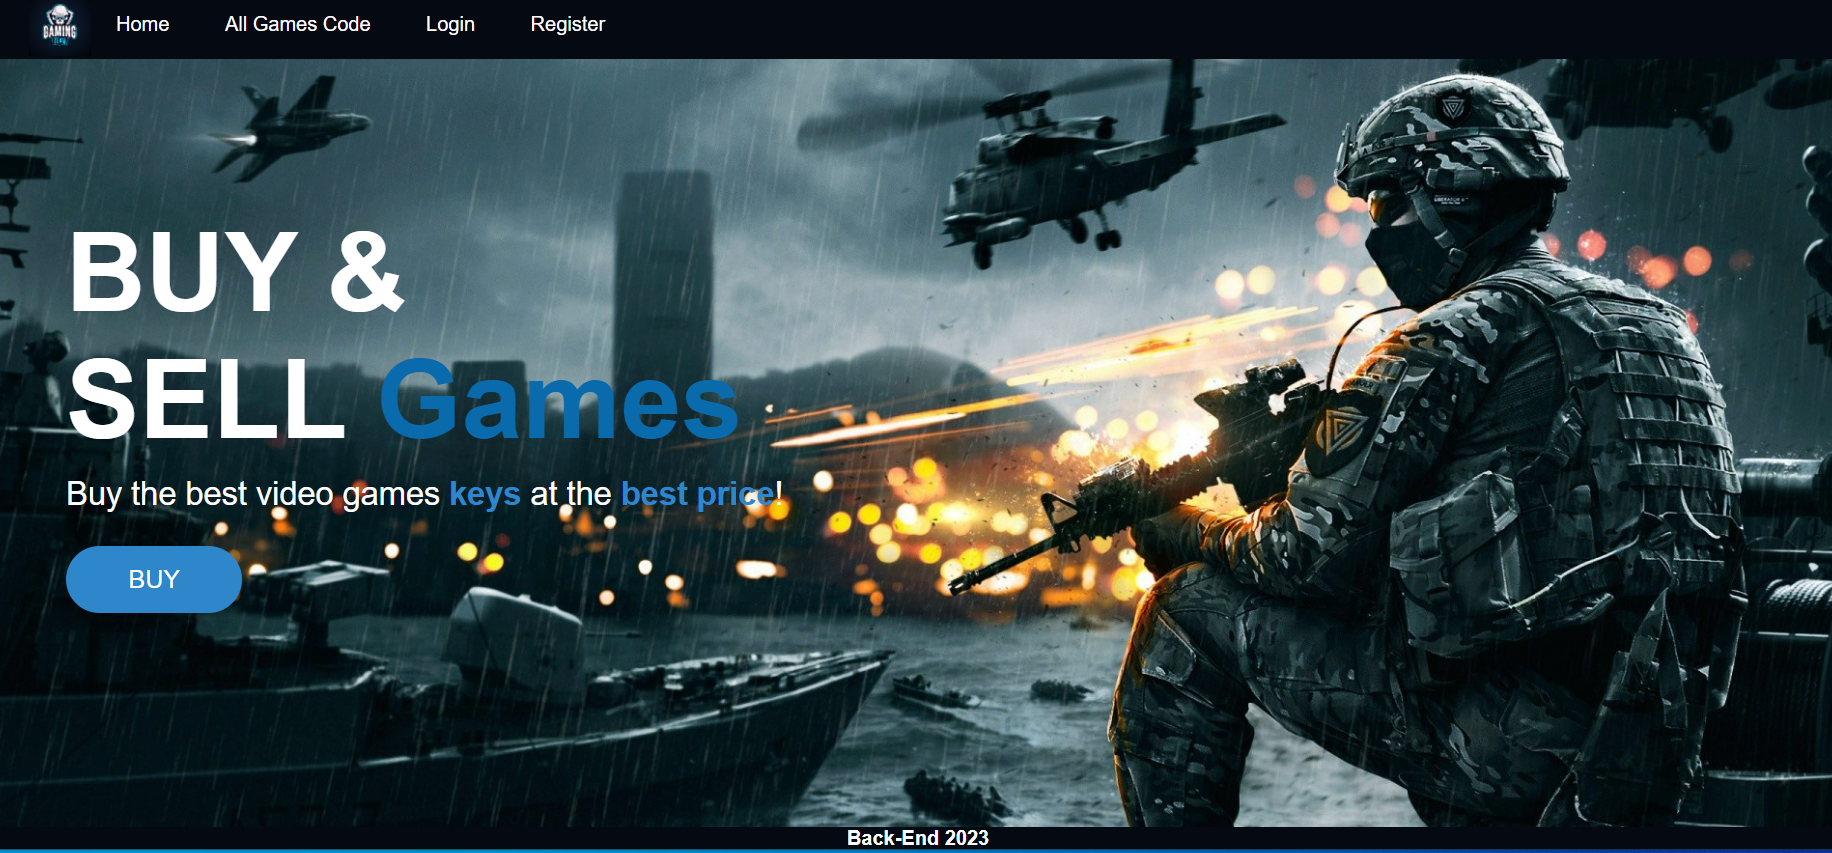 GAMING
Home
All Games Code
Login
Register
BUY &
SELL Games
Buy the best video games keys at the best price!
BUY
Back-End 2023